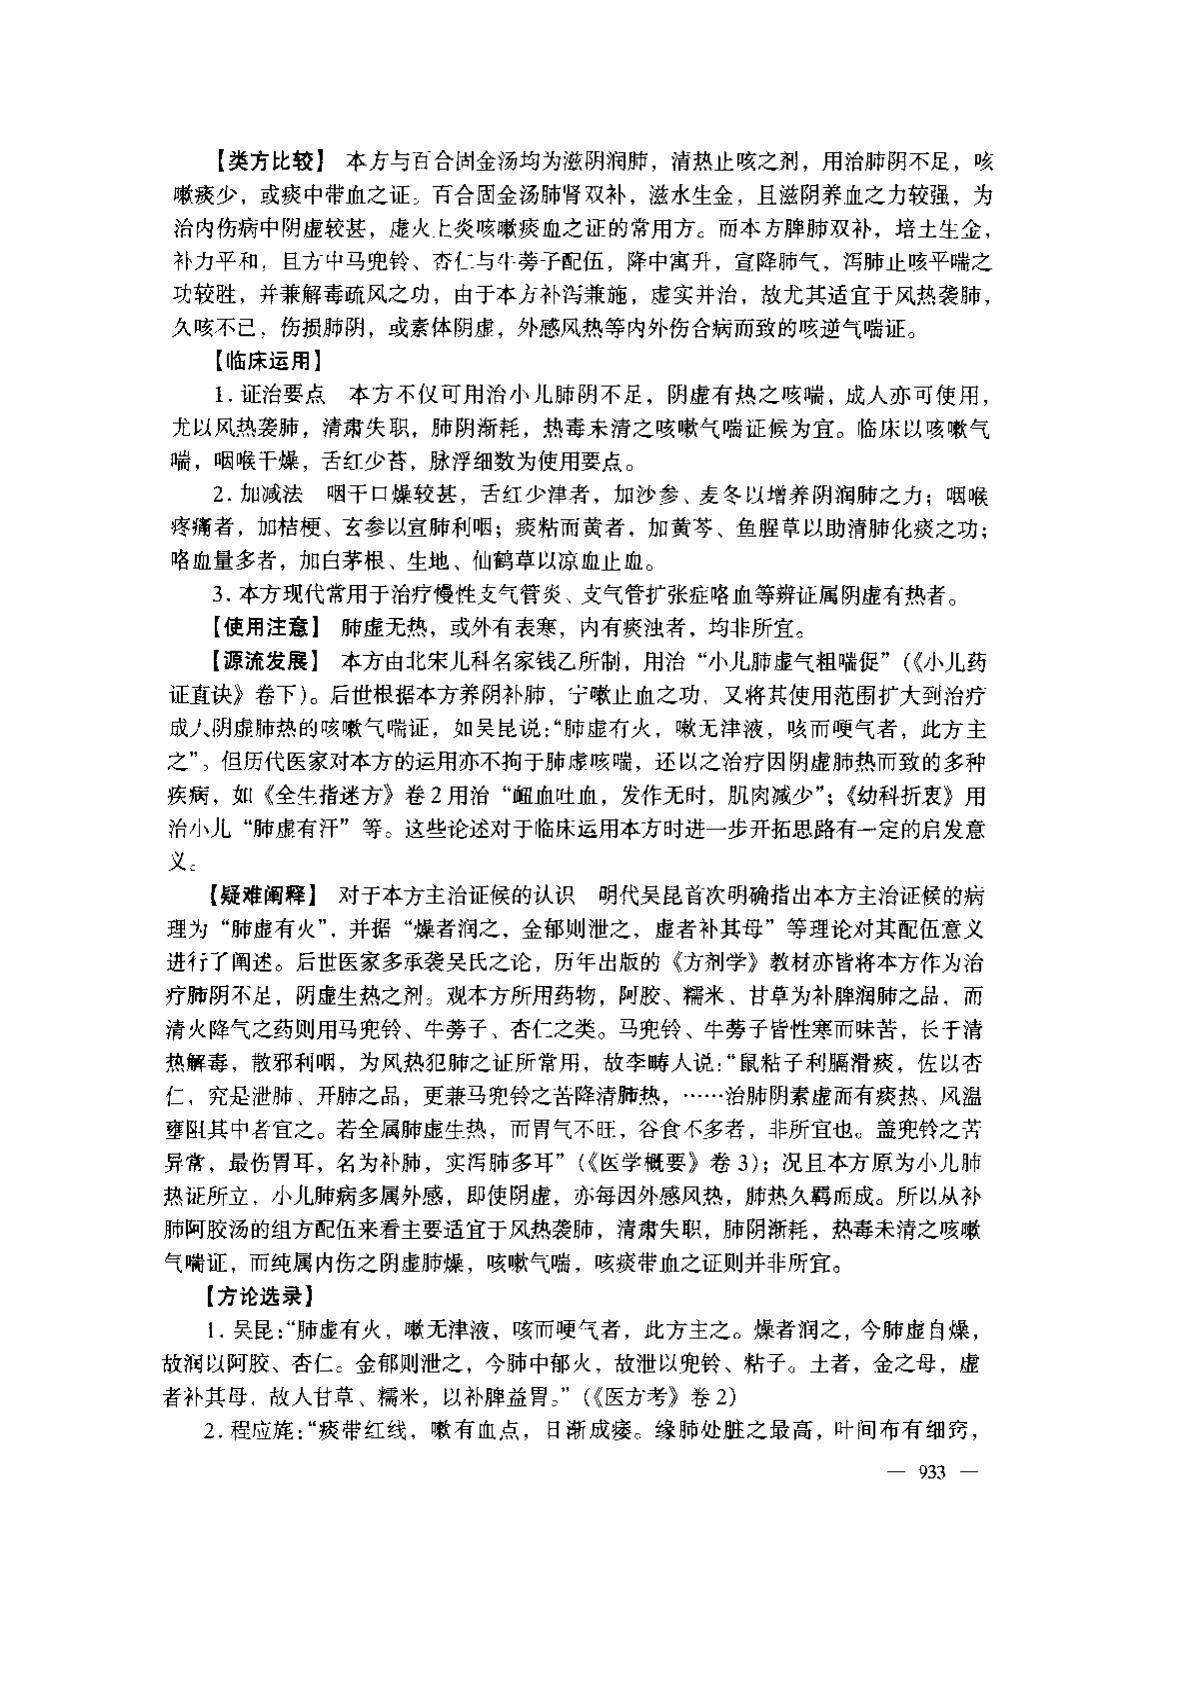 【类方比较】 本方与百合固金汤均为滋阴润肺，清热止咳之剂，用治肺阴不足，咳
嗽痰少，或痰中带血之证。百合固金汤肺肾双补，滋水生金，且滋阴养血之力较强，为
治内伤病中阴虚较甚，虚火上炎咳嗽痰血之证的常用方。而本方脾肺双补，培土生金，
补力平和，且方中马兜铃、杏仁与牛蒡子配伍，降中寓升，宣降肺气，泻肺止咳平喘之
功较胜，并兼解毒疏风之功，由于本方补泻兼施，虚实并治，故尤其适宜于风热袭肺，
久咳不已，伤损肺阴，或素体阴虚，外感风热等内外伤合病而致的咳逆气喘证。
【临床运用】
1. 证治要点 本方不仅可用治小儿肺阴不足，阴虚有热之咳喘，成人亦可使用，
尤以风热袭肺，清肃失职，肺阴渐耗，热毒未清之咳嗽气喘证候为宜。临床以咳嗽气
喘，咽喉干燥，舌红少苔，脉浮细数为使用要点。
2. 加减法 咽干口燥较甚，舌红少津者，加沙参、麦冬以增养阴润肺之力；咽喉
疼痛者，加桔梗、玄参以宣肺利咽；痰粘而黄者，加黄芩、鱼腥草以助清肺化痰之功；
咯血量多者，加白茅根、生地、仙鹤草以凉血止血。
3. 本方现代常用于治疗慢性支气管炎、支气管扩张症咯血等辨证属阴虚有热者。
【使用注意】 肺虚无热，或外有表寒，内有痰浊者，均非所宜。
【源流发展】 本方由北宋儿科名家钱乙所制，用治“小儿肺虚气粗喘促”（《小儿药
证直诀》卷下）。后世根据本方养阴补肺，宁嗽止血之功，又将其使用范围扩大到治疗
成人阴虚肺热的咳嗽气喘证，如吴昆说：“肺虚有火，嗽无津液，咳而哽气者，此方主
之”。但历代医家对本方的运用亦不拘于肺虚咳喘，还以之治疗因阴虚肺热而致的多种
疾病，如《全生指迷方》卷 2 用治“衄血吐血，发作无时，肌肉减少”；《幼科折衷》用
治小儿“肺虚有汗”等。这些论述对于临床运用本方时进一步开拓思路有一定的启发意
义。
【疑难阐释】 对于本方主治证候的认识 明代吴昆首次明确指出本方主治证候的病
理为“肺虚有火”，并据“燥者润之，金郁则泄之，虚者补其母”等理论对其配伍意义
进行了阐述。后世医家多承袭吴氏之论，历年出版的《方剂学》教材亦皆将本方作为治
疗肺阴不足，阴虚生热之剂。观本方所用药物，阿胶、糯米、甘草为补脾润肺之品，而
清火降气之药则用马兜铃、牛蒡子、杏仁之类。马兜铃、牛蒡子皆性寒而味苦，长于清
热解毒，散邪利咽，为风热犯肺之证所常用，故李畴人说：“鼠粘子利膈滑痰，佐以杏
仁，究是泄肺、开肺之品，更兼马兜铃之苦降清肺热，……治肺阴素虚而有痰热、风温
壅阻其中者宜之。若全属肺虚生热，而胃气不旺，谷食不多者，非所宜也。盖兜铃之苦
异常，最伤胃耳，名为补肺，实泻肺多耳”（《医学概要》卷 3）；况且本方原为小儿肺
热证所立，小儿肺病多属外感，即使阴虚，亦每因外感风热，肺热久羁而成。所以从补
肺阿胶汤的组方配伍来看主要适宜于风热袭肺，清肃失职，肺阴渐耗，热毒未清之咳嗽
气喘证，而纯属内伤之阴虚肺燥，咳嗽气喘，咳痰带血之证则并非所宜。
【方论选录】
1. 吴昆：“肺虚有火，嗽无津液，咳而哽气者，此方主之。燥者润之，今肺虚自燥，
故润以阿胶、杏仁。金郁则泄之，今肺中郁火，故泄以兜铃、粘子。土者，金之母，虚
者补其母，故人甘草、糯米，以补脾益胃。”（《医方考》卷 2）
2. 程应旄：“痰带红线，嗽有血点，日渐成痿。缘肺处脏之最高，叶间布有细窍，
— 933 —